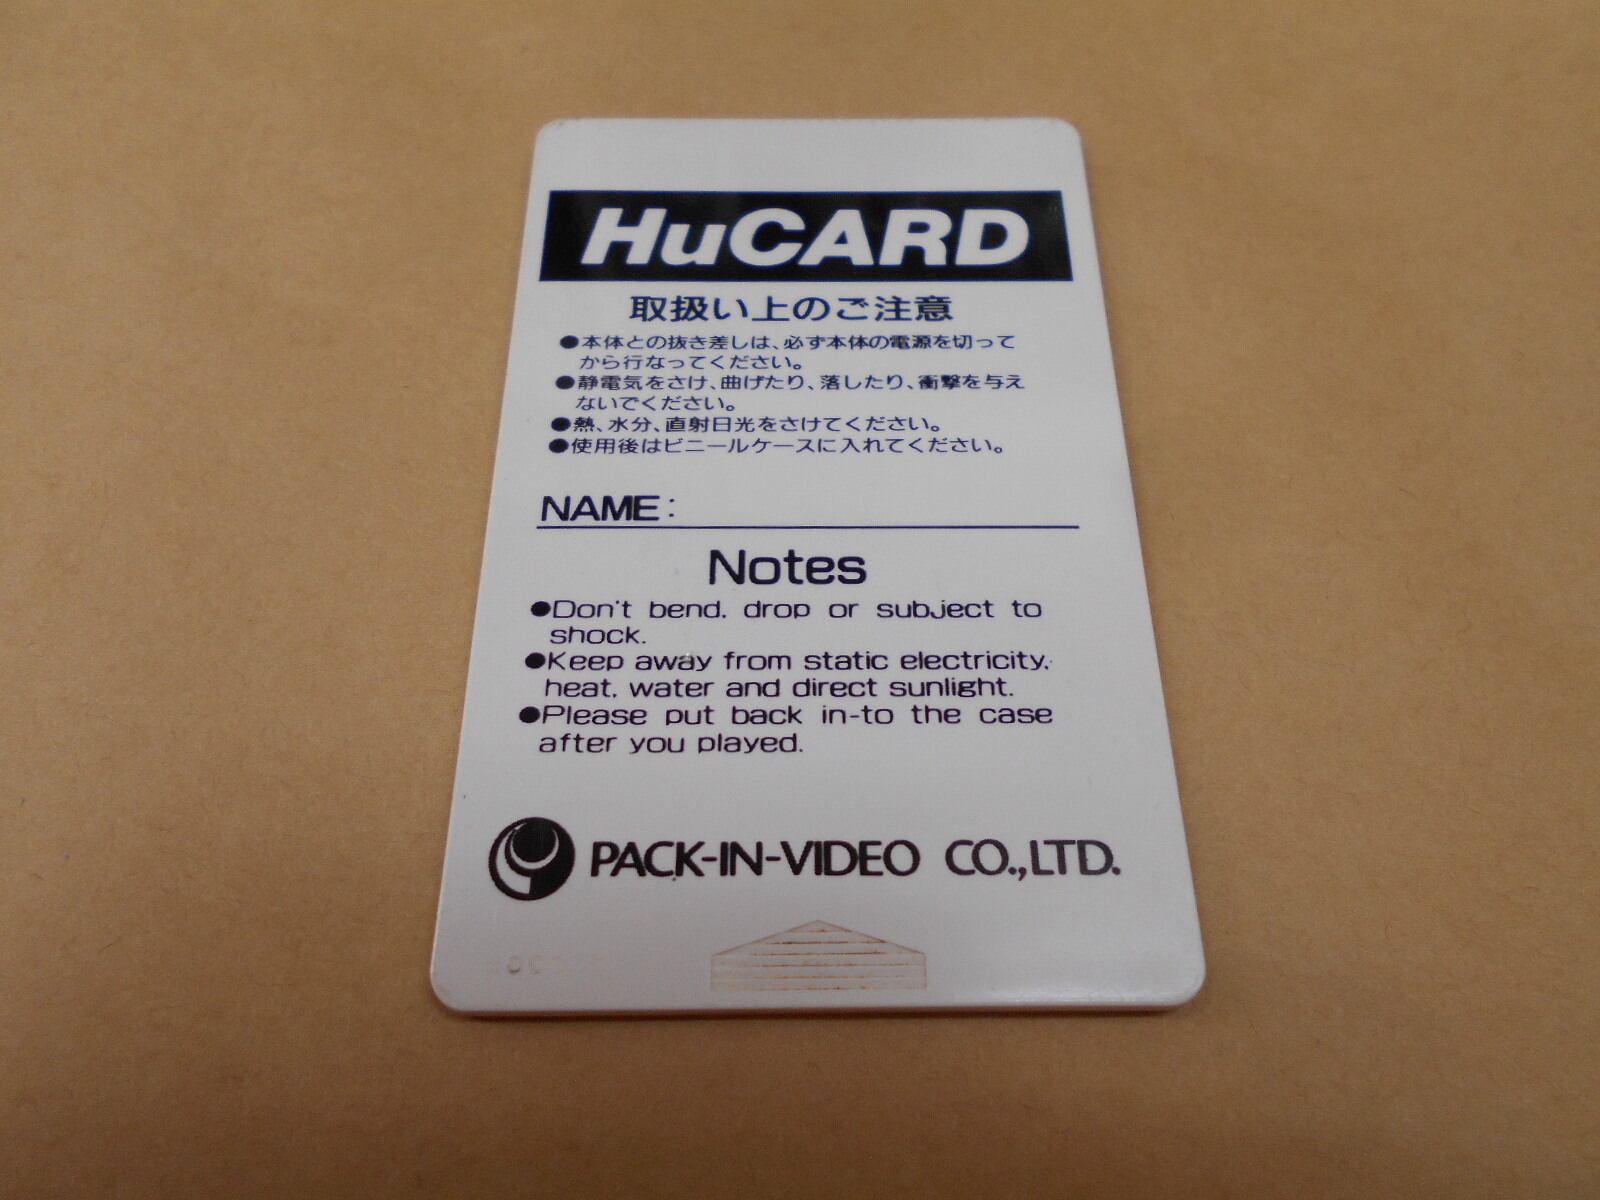 HuCARD
取扱い上のご注意
●本体との抜き差しは、必ず本体の電源を切って
から行なってください。
●静電気をさけ、曲げたり、落したり、衝撃を与え
ないでください。
●熱、水分、直射日光をさけてください。
●使用後はビニールケースに入れてください。
NAME:
Notes
●Don't bend. drop or subject to
shock.
●Keep away from static electricity.
heat. water and direct sunlight.
●Please put back in-to the case
after you played.
PACK-IN-VIDEO CO.,LTD.